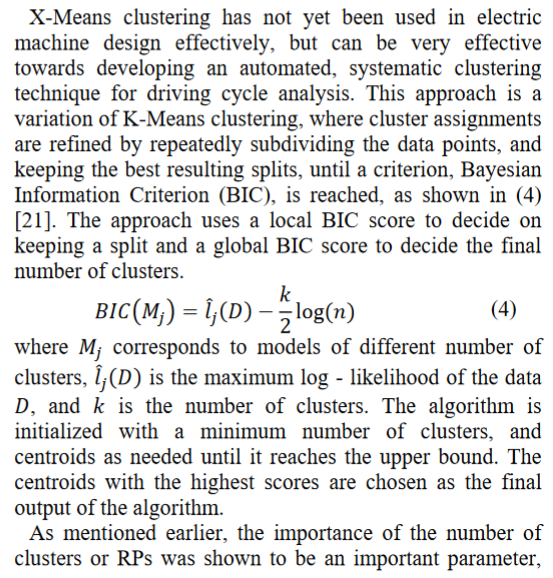 X-Means clustering has not yet been used in electric
machine design effectively, but can be very effective
towards developing an automated, systematic clustering
technique for driving cycle analysis. This approach is a
variation of K-Means clustering, where cluster assignments
are refined by repeatedly subdividing the data points, and
keeping the best resulting splits, until a criterion, Bayesian
Information Criterion (BIC), is reached, as shown in (4)
[21]. The approach uses a local BIC score to decide on
keeping a split and a global BIC score to decide the final
number of clusters.
BIC(Mⱼ) = l̂ⱼ(D) − k/2 log(n) (4)
where Mⱼ corresponds to models of different number of
clusters, l̂ⱼ(D) is the maximum log - likelihood of the data
D, and k is the number of clusters. The algorithm is
initialized with a minimum number of clusters, and
centroids as needed until it reaches the upper bound. The
centroids with the highest scores are chosen as the final
output of the algorithm.
As mentioned earlier, the importance of the number of
clusters or RPs was shown to be an important parameter,